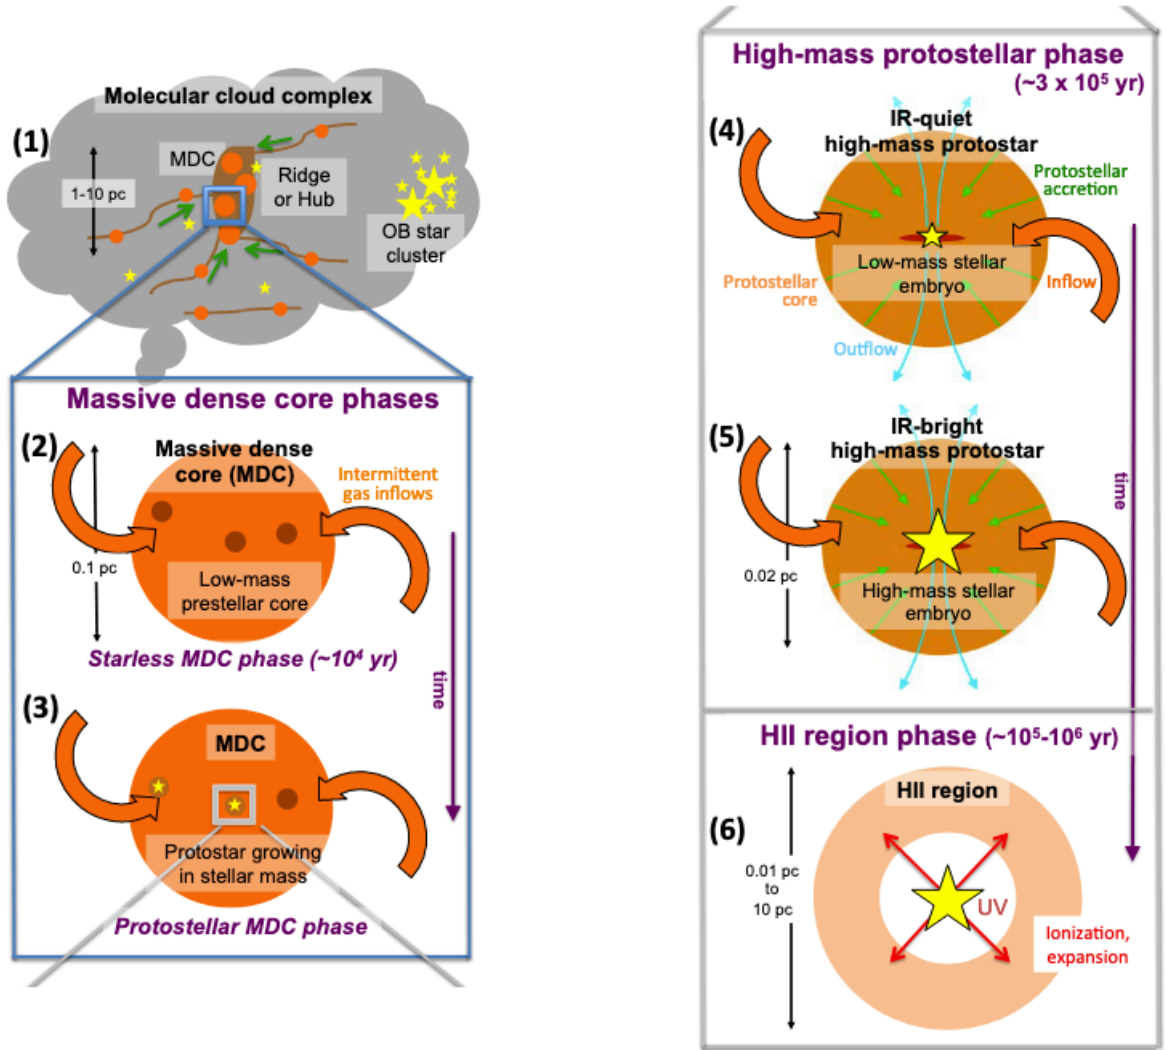 Molecular cloud complex
(1)
MDC
Ridge
or Hub
1-10 pc
OB star
cluster
Massive dense core phases
(2)
Massive dense
core (MDC)
Intermittent
gas inflows
0.1 pc
Low-mass
prestellar core
Starless MDC phase (~10⁴ yr)
time
(3)
MDC
Protostar growing
in stellar mass
Protostellar MDC phase
High-mass protostellar phase
(~3 x 10⁵ yr)
(4)
IR-quiet
high-mass protostar
Protostellar
accretion
Low-mass stellar
embryo
Protostellar
core
Inflow
Outflow
(5)
IR-bright
high-mass protostar
time
0.02 pc
High-mass stellar
embryo
HII region phase (~10⁵-10⁶ yr)
HII region
(6)
0.01 pc
to
10 pc
UV
Ionization,
expansion